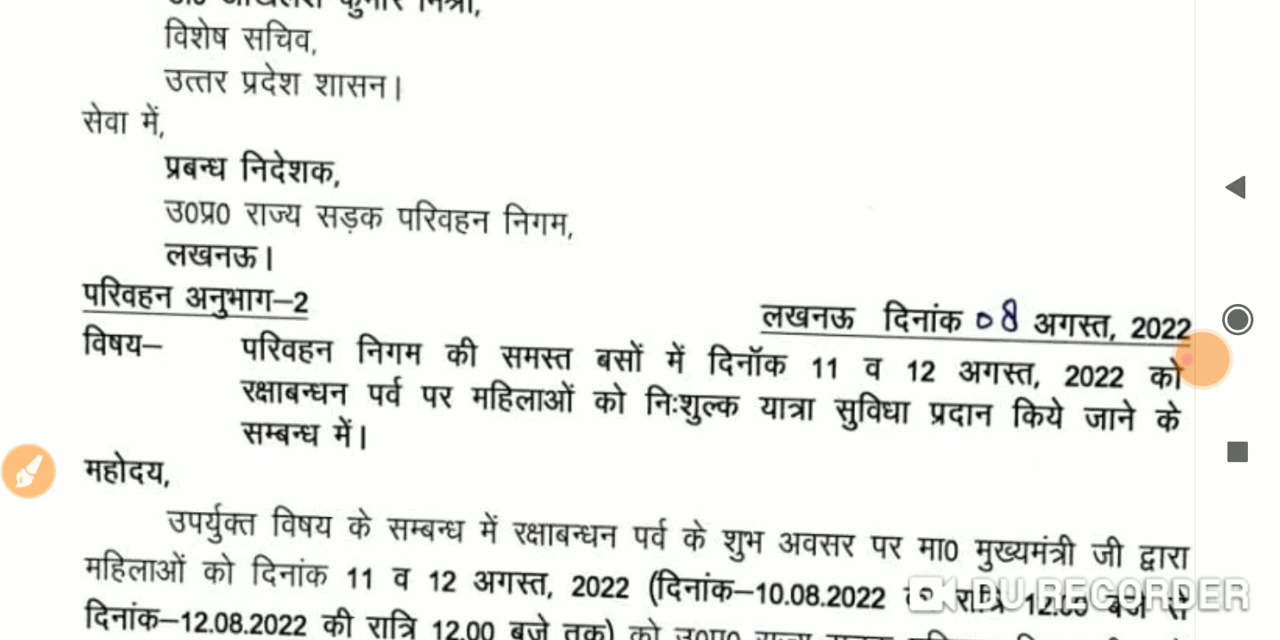 कुमार मिश्रा,
विशेष सचिव,
उत्तर प्रदेश शासन।
सेवा में,
प्रबन्ध निदेशक,
उ0प्र0 राज्य सड़क परिवहन निगम,
लखनऊ।
परिवहन अनुभाग–2
लखनऊ दिनांक 08 अगस्त, 2022
विषय– परिवहन निगम की समस्त बसों में दिनॉक 11 व 12 अगस्त, 2022 को
रक्षाबन्धन पर्व पर महिलाओं को निःशुल्क यात्रा सुविधा प्रदान किये जाने के
सम्बन्ध में।
महोदय,
उपर्युक्त विषय के सम्बन्ध में रक्षाबन्धन पर्व के शुभ अवसर पर मा0 मुख्यमंत्री जी द्वारा
महिलाओं को दिनांक 11 व 12 अगस्त, 2022 (दिनांक–10.08.2022 रात्रि बजे से
DU RECORDER
दिनांक–12.08.2022 की रात्रि 12.00 बजे तक) को उ0प्र0 राज्य